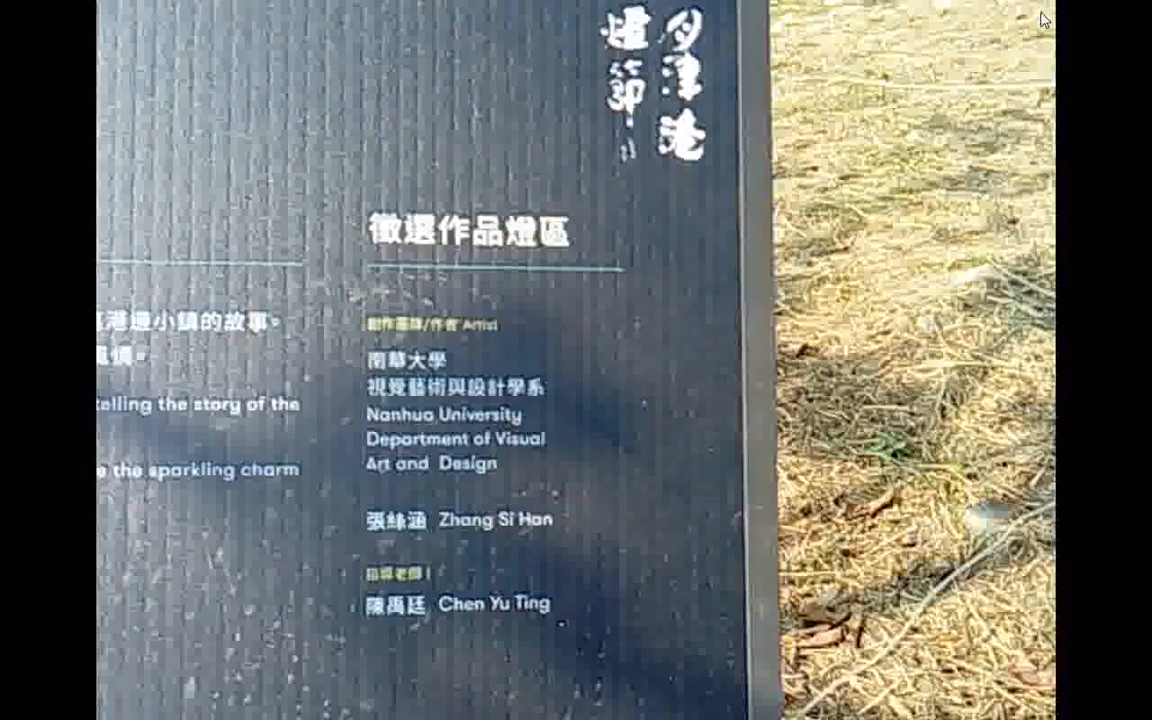 月津港
燈節
徵選作品燈區
港邊小鎮的故事。
風情。
telling the story of the
the sparkling charm
創作團隊/作者 Artist
南華大學
視覺藝術與設計學系
Nanhua University
Department of Visual
Art and Design
張絲涵 Zhang Si Han
指導老師
陳禹廷 Chen Yu Ting